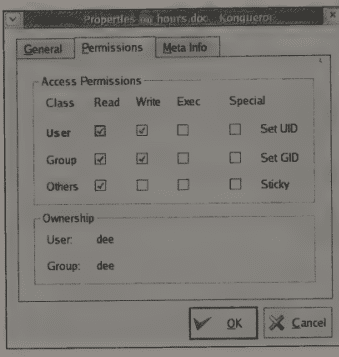 Properties for hours.doc - Konqueror
General Permissions Meta Info
Access Permissions
Class Read Write Exec Special
User Set UID
Group Set GID
Others Sticky
Ownership
User: dee
Group: dee
OK Cancel